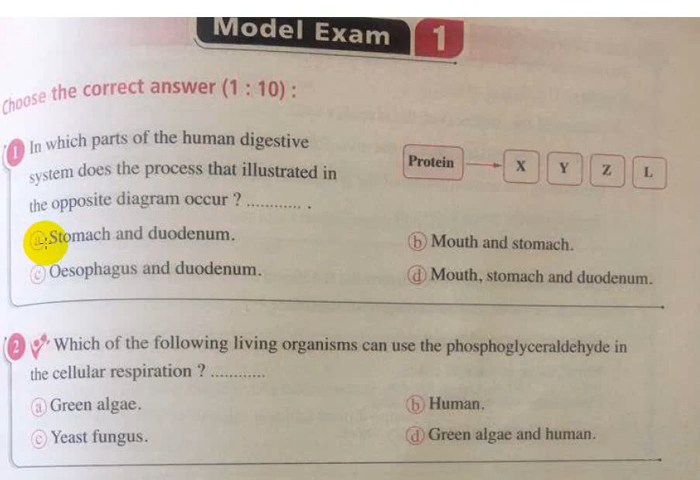 Model Exam 1
Choose the correct answer (1 : 10) :
1 In which parts of the human digestive
system does the process that illustrated in
the opposite diagram occur ? ............ .
Protein X Y Z L
a Stomach and duodenum.
b Mouth and stomach.
c Oesophagus and duodenum.
d Mouth, stomach and duodenum.
2 Which of the following living organisms can use the phosphoglyceraldehyde in
the cellular respiration ? ............
a Green algae.
b Human.
c Yeast fungus.
d Green algae and human.